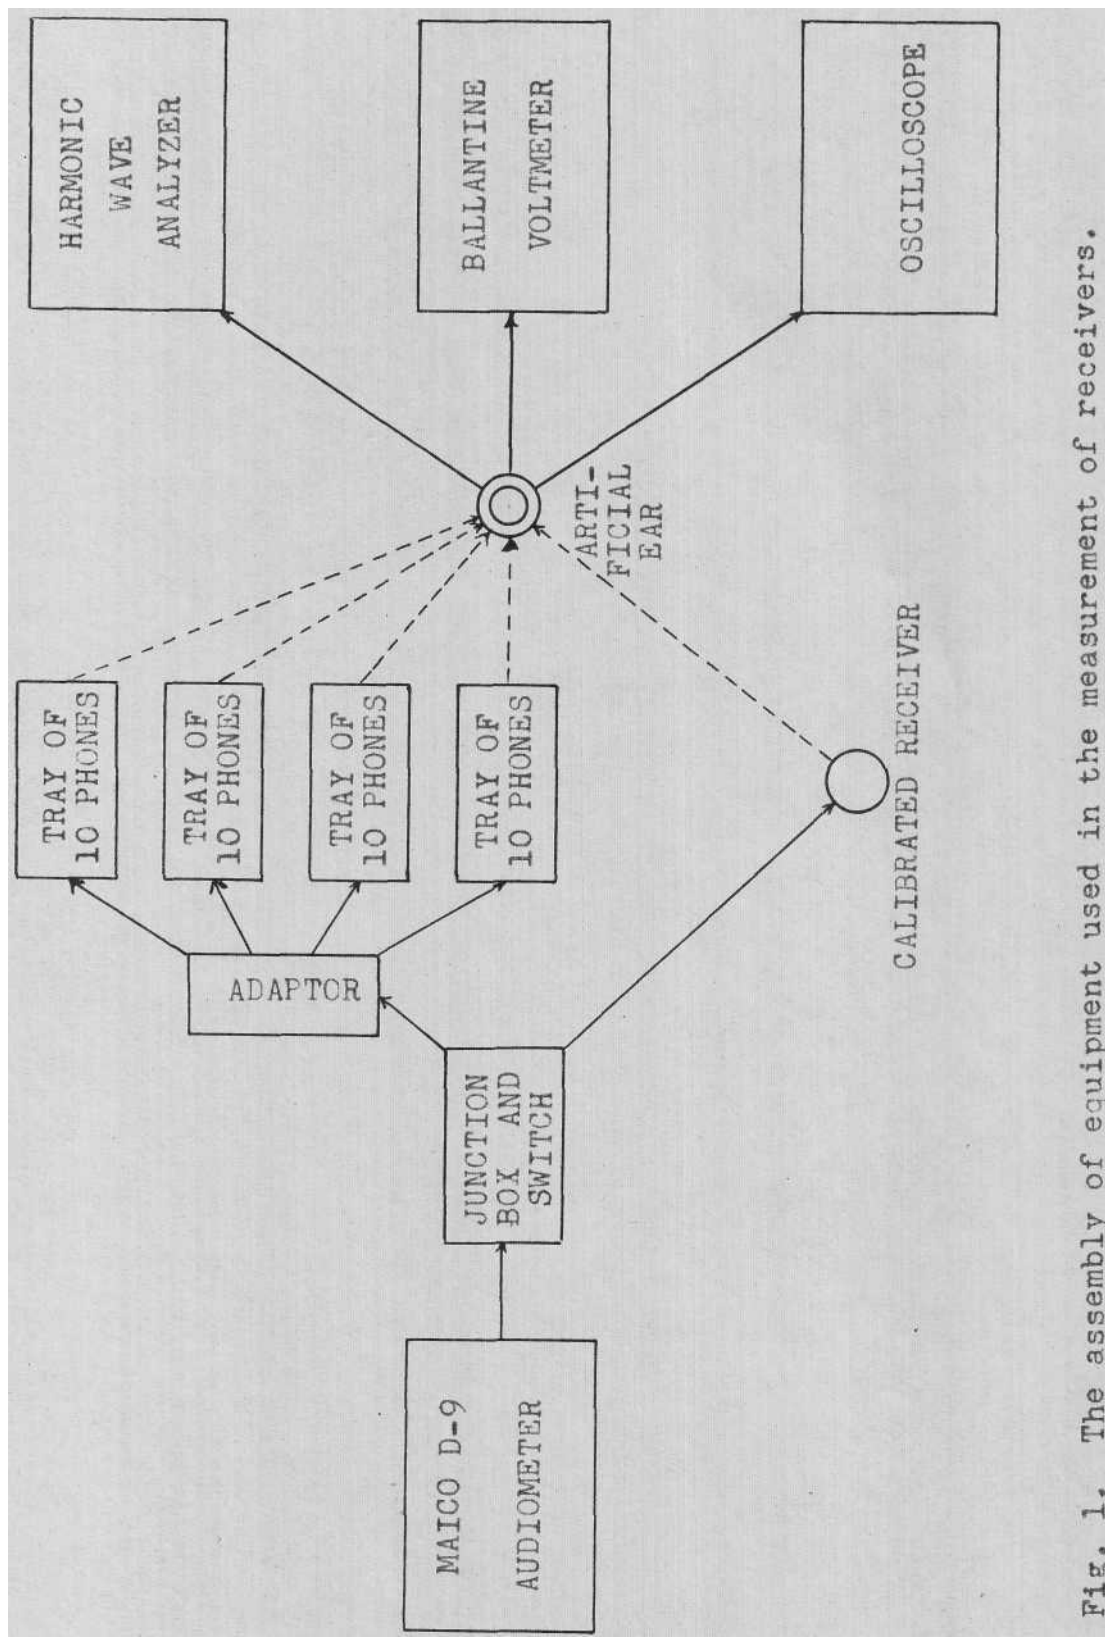 MAICO D-9
AUDIOMETER
JUNCTION
BOX AND
SWITCH
ADAPTOR
TRAY OF
10 PHONES
TRAY OF
10 PHONES
TRAY OF
10 PHONES
TRAY OF
10 PHONES
CALIBRATED RECEIVER
ARTI-
FICIAL
EAR
HARMONIC
WAVE
ANALYZER
BALLANTINE
VOLTMETER
OSCILLOSCOPE
Fig. 1. The assembly of equipment used in the measurement of receivers.